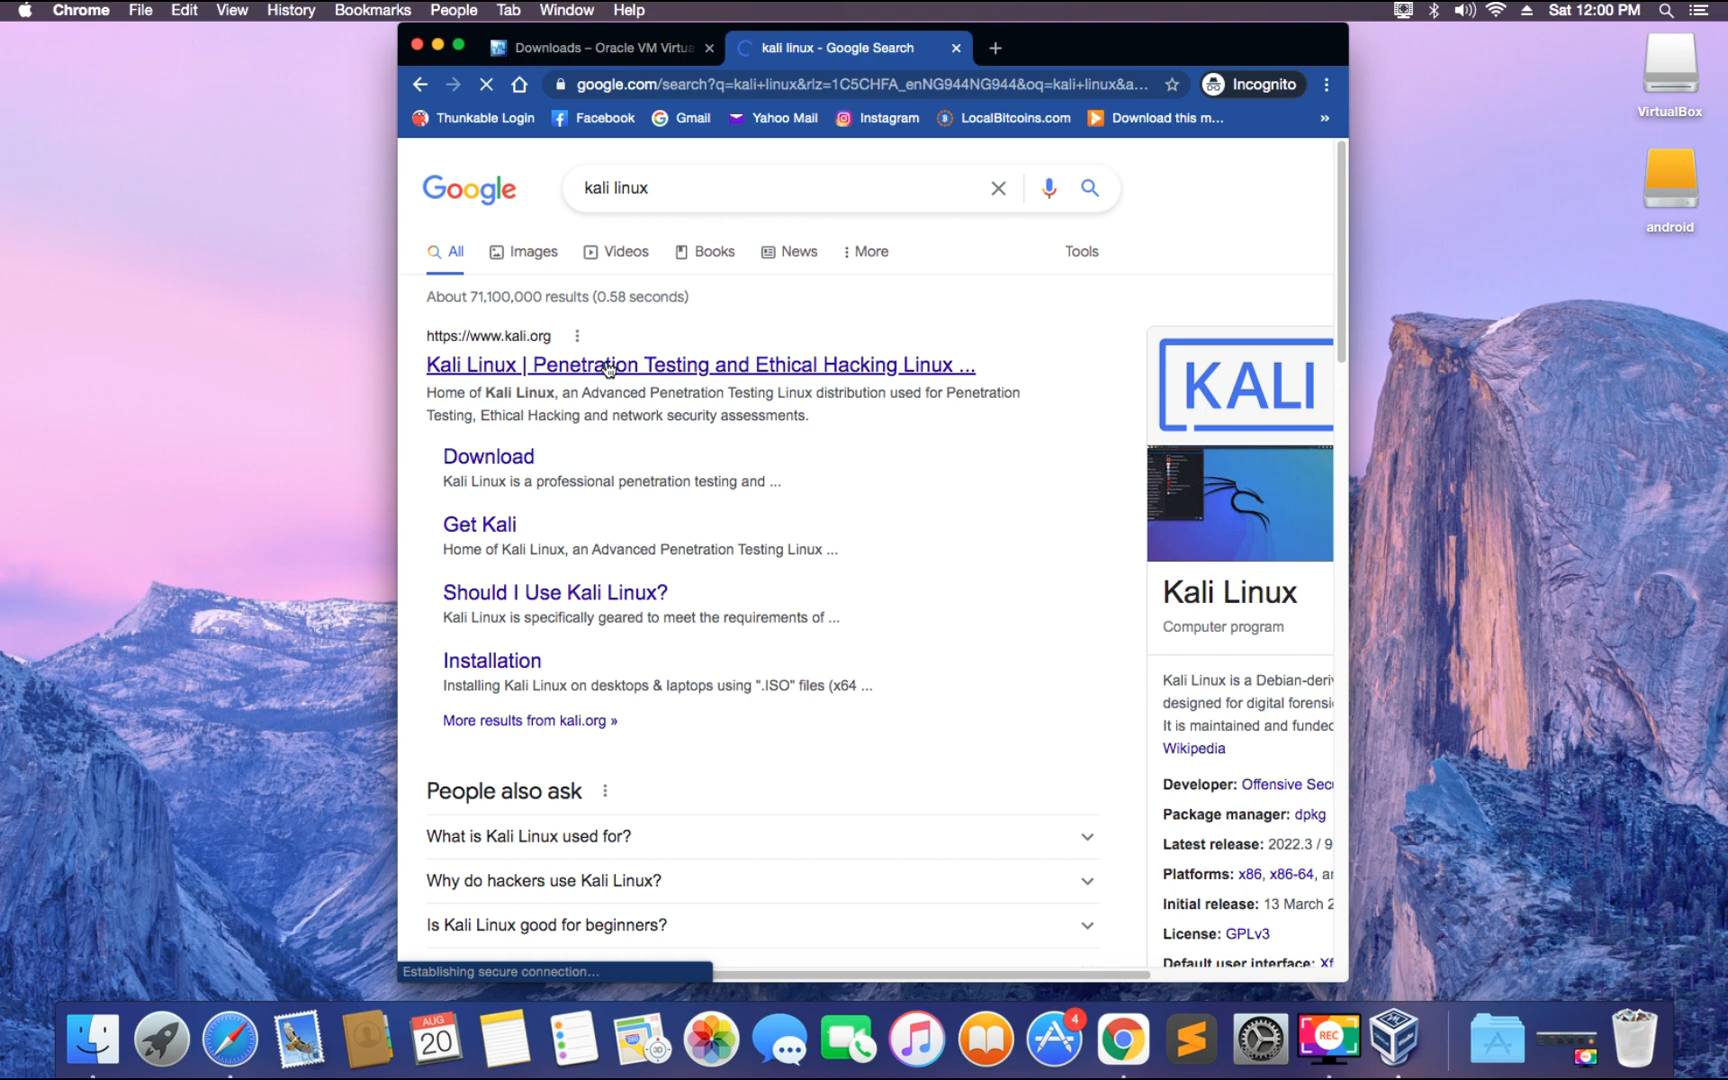 Chrome File Edit View History Bookmarks People Tab Window Help Sat 12:00 PM
Downloads – Oracle VM Virtua
kali linux - Google Search
google.com/search?q=kali+linux&rlz=1C5CHFA_enNG944NG944&oq=kali+linux&a...
Incognito
Thunkable Login Facebook Gmail Yahoo Mail Instagram LocalBitcoins.com Download this m... »
VirtualBox
android
Google kali linux
All Images Videos Books News More Tools
About 71,100,000 results (0.58 seconds)
https://www.kali.org
Kali Linux | Penetration Testing and Ethical Hacking Linux ...
Home of Kali Linux, an Advanced Penetration Testing Linux distribution used for Penetration
Testing, Ethical Hacking and network security assessments.
Download
Kali Linux is a professional penetration testing and ...
Get Kali
Home of Kali Linux, an Advanced Penetration Testing Linux ...
Should I Use Kali Linux?
Kali Linux is specifically geared to meet the requirements of ...
Installation
Installing Kali Linux on desktops & laptops using ".ISO" files (x64 ...
More results from kali.org »
People also ask
What is Kali Linux used for?
Why do hackers use Kali Linux?
Is Kali Linux good for beginners?
KALI
Kali Linux
Computer program
Kali Linux is a Debian-deri
designed for digital forensi
It is maintained and funded
Wikipedia
Developer: Offensive Secu
Package manager: dpkg
Latest release: 2022.3 / 9
Platforms: x86, x86-64, ar
Initial release: 13 March 2
License: GPLv3
Default user interface: Xf
Establishing secure connection...
AUG
20
3D
4
REC